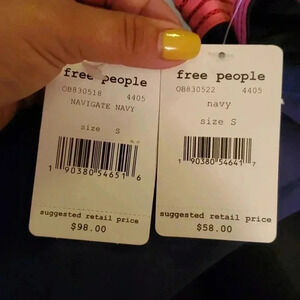 free people
OB830518 4405
NAVIGATE NAVY
size S
1 90380 54651 6
suggested retail price
$98.00
free people
OB830522 4405
navy
size S
1 90380 54641 7
suggested retail price
$58.00